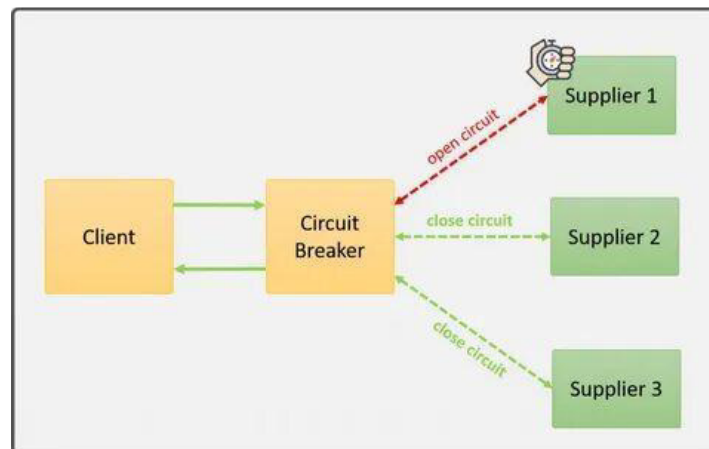 Supplier 1
open circuit
Client
Circuit
Breaker
close circuit
Supplier 2
close circuit
Supplier 3